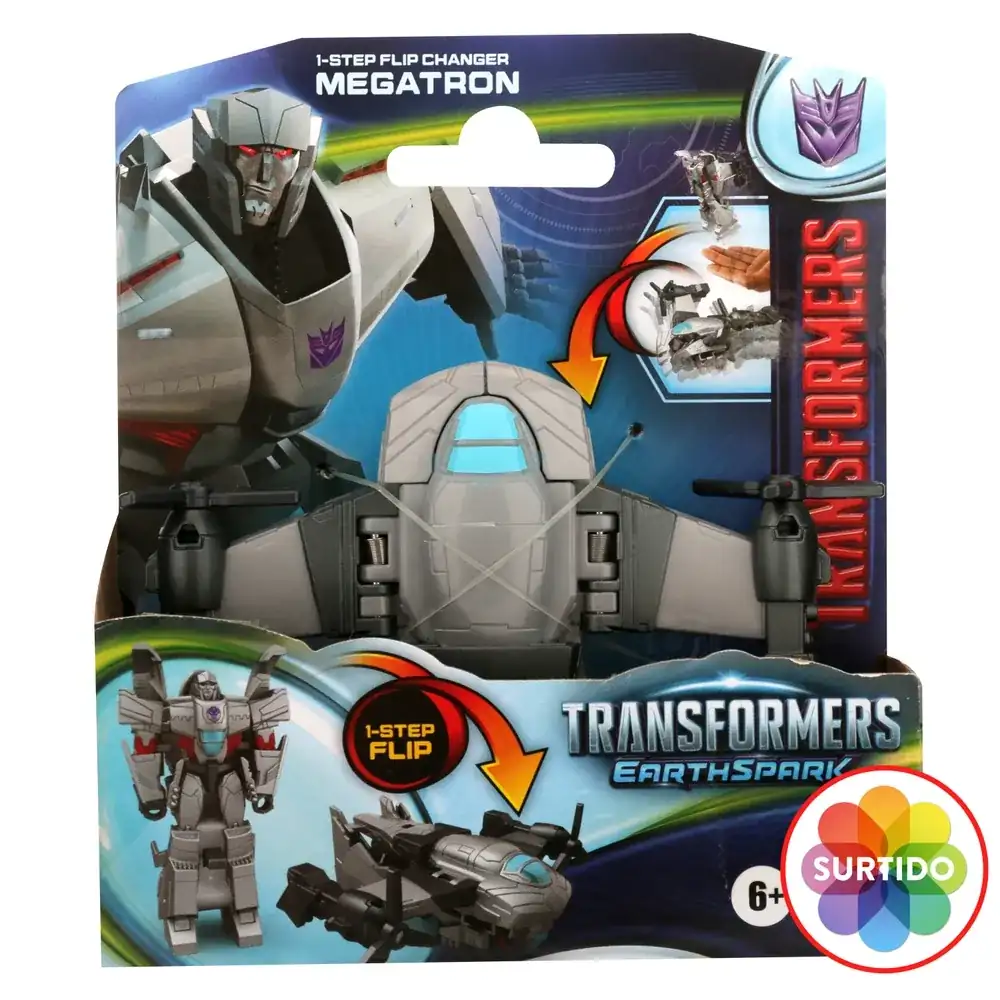 1-STEP FLIP CHANGER
MEGATRON
TRANSFORMERS
1-STEP
FLIP
TRANSFORMERS
EARTHSPARK
6+
SURTIDO